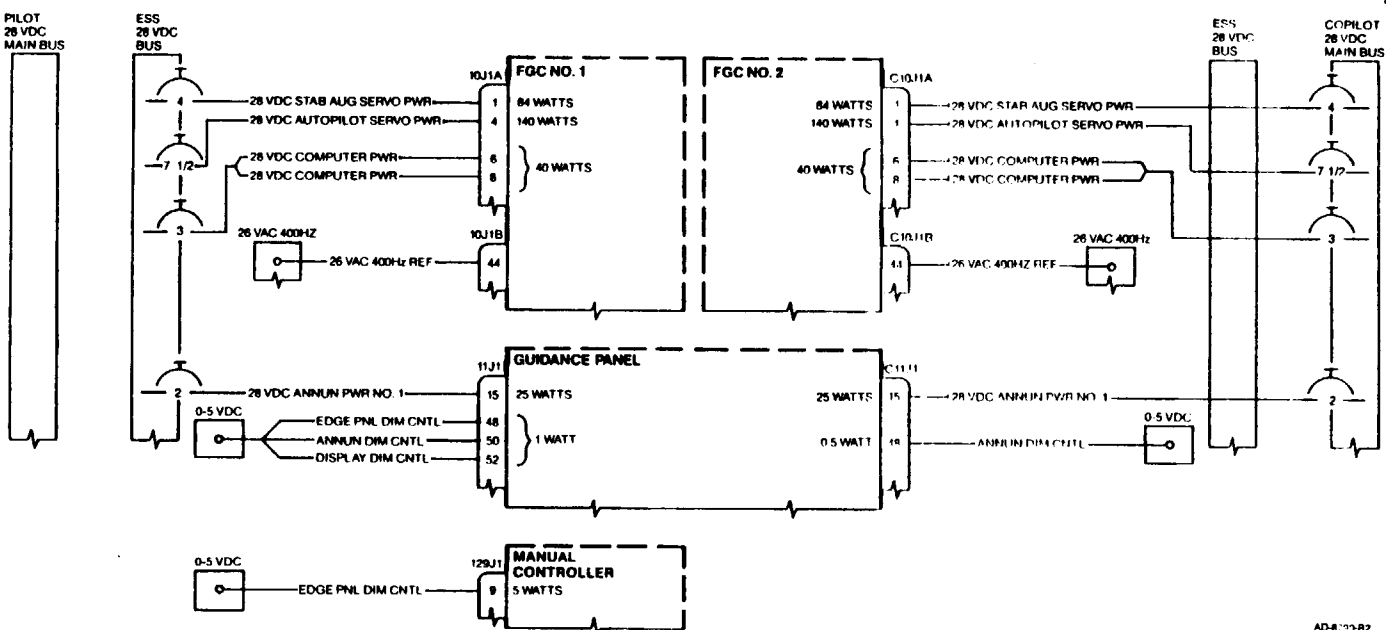 PILOT
28 VDC
MAIN BUS
ESS
28 VDC
BUS
ESS
28 VDC
BUS
COPILOT
28 VDC
MAIN BUS
10J1A
FGC NO. 1
FGC NO. 2
C10J1A
4
28 VDC STAB AUG SERVO PWR
1
84 WATTS
84 WATTS
1
28 VDC STAB AUG SERVO PWR
4
28 VDC AUTOPILOT SERVO PWR
4
140 WATTS
140 WATTS
28 VDC AUTOPILOT SERVO PWR
7 1/2
28 VDC COMPUTER PWR
6
40 WATTS
40 WATTS
6
28 VDC COMPUTER PWR
7 1/2
28 VDC COMPUTER PWR
8
8
28 VDC COMPUTER PWR
3
3
26 VAC 400HZ
10J1B
C10J1B
26 VAC 400Hz
26 VAC 400Hz REF
44
44
26 VAC 400HZ REF
11J1
GUIDANCE PANEL
C11J1
2
28 VDC ANNUN PWR NO. 1
15
25 WATTS
25 WATTS
15
28 VDC ANNUN PWR NO. 1
2
0-5 VDC
EDGE PNL DIM CNTL
48
0-5 VDC
ANNUN DIM CNTL
50
1 WATT
0.5 WATT
ANNUN DIM CNTL
DISPLAY DIM CNTL
52
0-5 VDC
129J1
MANUAL
CONTROLLER
EDGE PNL DIM CNTL
9
5 WATTS